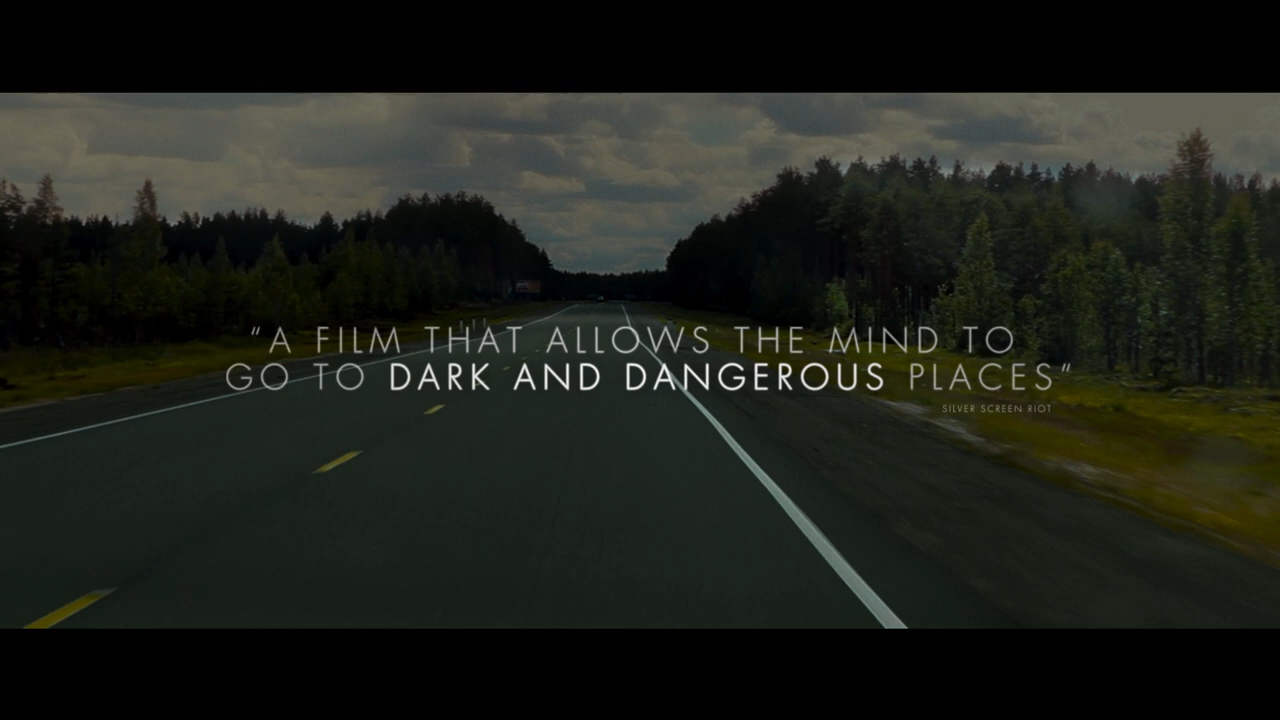 “A FILM THAT ALLOWS THE MIND TO
GO TO DARK AND DANGEROUS PLACES”
SILVER SCREEN RIOT